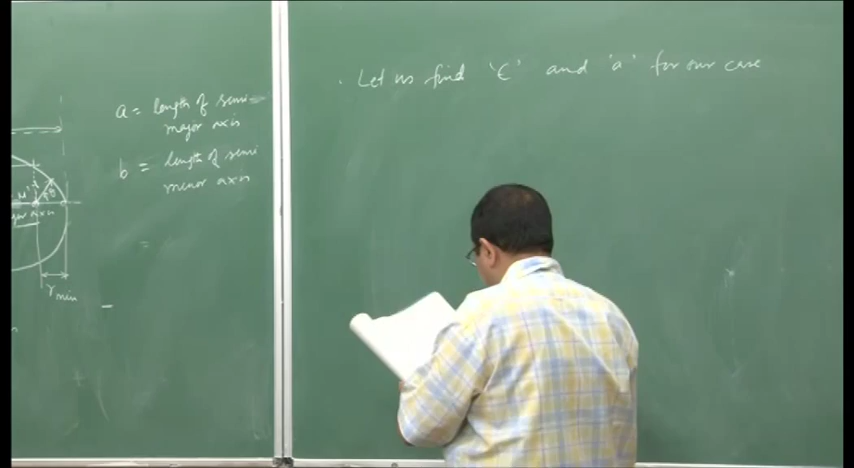 a = length of semi-
major axis
b = length of semi
minor axis
r min
. Let us find 'ϵ' and 'a' for our case